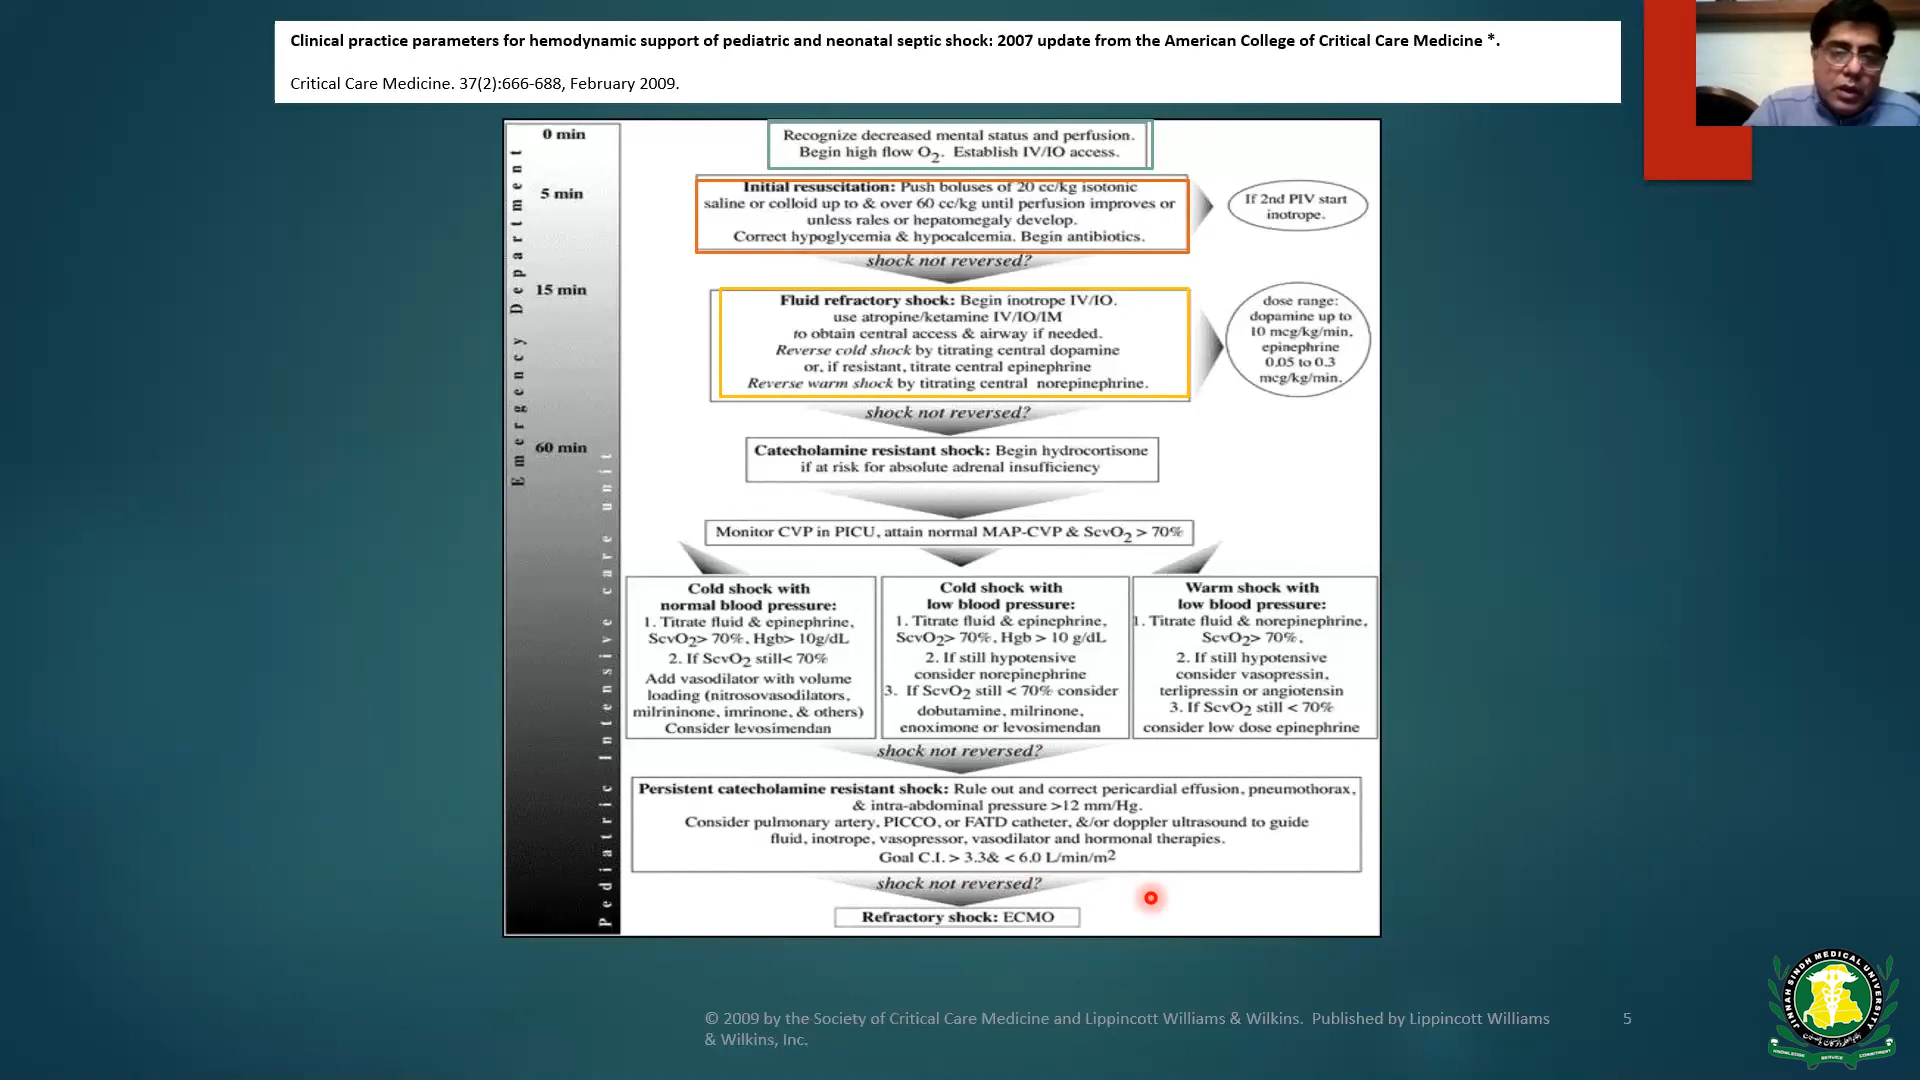 Clinical practice parameters for hemodynamic support of pediatric and neonatal septic shock: 2007 update from the American College of Critical Care Medicine *.
Critical Care Medicine. 37(2):666-688, February 2009.
Emergency Department
Pediatric Intensive care unit
0 min
Recognize decreased mental status and perfusion.
Begin high flow O2. Establish IV/IO access.
5 min
Initial resuscitation: Push boluses of 20 cc/kg isotonic
saline or colloid up to & over 60 cc/kg until perfusion improves or
unless rales or hepatomegaly develop.
Correct hypoglycemia & hypocalcemia. Begin antibiotics.
If 2nd PIV start
inotrope.
shock not reversed?
15 min
Fluid refractory shock: Begin inotrope IV/IO.
use atropine/ketamine IV/IO/IM
to obtain central access & airway if needed.
Reverse cold shock by titrating central dopamine
or, if resistant, titrate central epinephrine
Reverse warm shock by titrating central norepinephrine.
dose range:
dopamine up to
10 mcg/kg/min,
epinephrine
0.05 to 0.3
mcg/kg/min.
shock not reversed?
60 min
Catecholamine resistant shock: Begin hydrocortisone
if at risk for absolute adrenal insufficiency
Monitor CVP in PICU, attain normal MAP-CVP & ScvO2 > 70%
Cold shock with
normal blood pressure:
1. Titrate fluid & epinephrine,
ScvO2> 70%, Hgb> 10g/dL
2. If ScvO2 still< 70%
Add vasodilator with volume
loading (nitrosovasodilators,
milrininone, imrinone, & others)
Consider levosimendan
Cold shock with
low blood pressure:
1. Titrate fluid & epinephrine,
ScvO2> 70%, Hgb > 10 g/dL
2. If still hypotensive
consider norepinephrine
3. If ScvO2 still < 70% consider
dobutamine, milrinone,
enoximone or levosimendan
Warm shock with
low blood pressure:
1. Titrate fluid & norepinephrine,
ScvO2> 70%,
2. If still hypotensive
consider vasopressin,
terlipressin or angiotensin
3. If ScvO2 still < 70%
consider low dose epinephrine
shock not reversed?
Persistent catecholamine resistant shock: Rule out and correct pericardial effusion, pneumothorax,
& intra-abdominal pressure >12 mm/Hg.
Consider pulmonary artery, PICCO, or FATD catheter, &/or doppler ultrasound to guide
fluid, inotrope, vasopressor, vasodilator and hormonal therapies.
Goal C.I. > 3.3& < 6.0 L/min/m2
shock not reversed?
Refractory shock: ECMO
© 2009 by the Society of Critical Care Medicine and Lippincott Williams & Wilkins. Published by Lippincott Williams
& Wilkins, Inc.
5
JINNAH SINDH MEDICAL UNIVERSITY
KNOWLEDGE SERVICE COMMITMENT